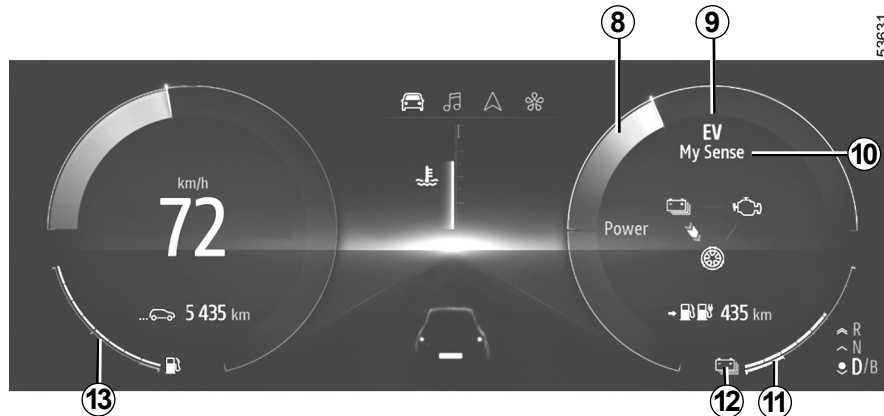 8
9
53631
EV
My Sense
10
km/h
72
Power
5 435 km
435 km
R
N
D/B
13
12
11